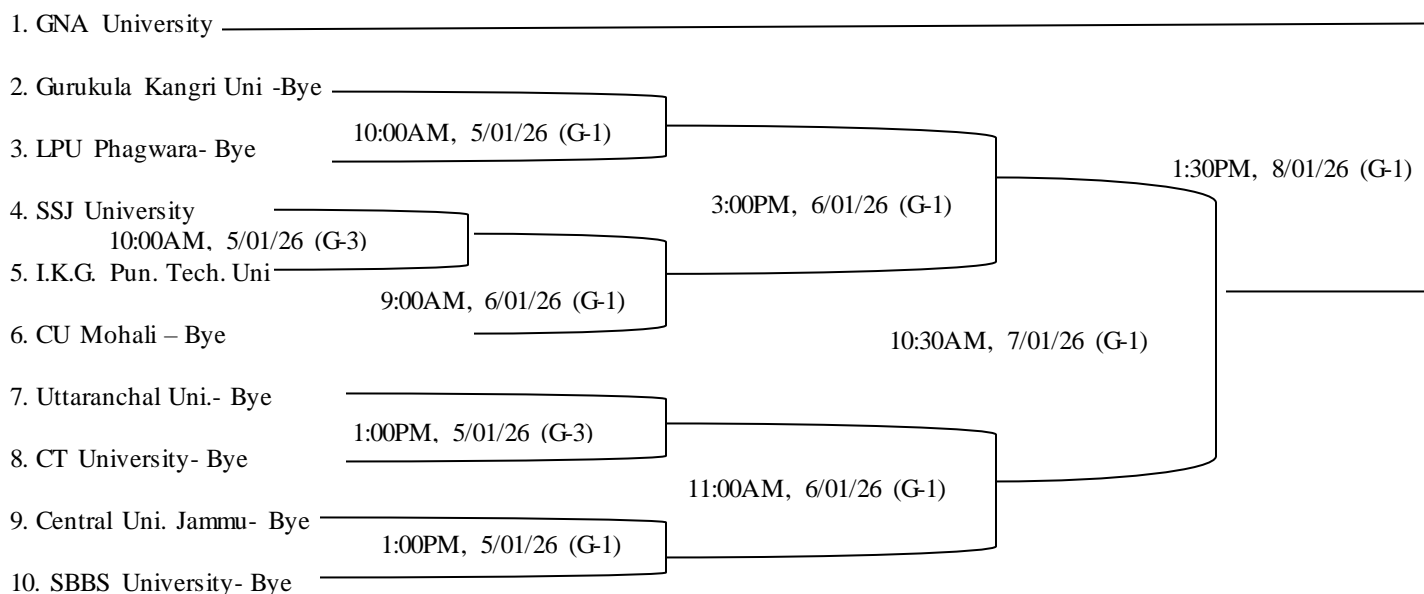 1. GNA University
2. Gurukula Kangri Uni -Bye
10:00AM, 5/01/26 (G-1)
3. LPU Phagwara- Bye
1:30PM, 8/01/26 (G-1)
4. SSJ University
3:00PM, 6/01/26 (G-1)
10:00AM, 5/01/26 (G-3)
5. I.K.G. Pun. Tech. Uni
9:00AM, 6/01/26 (G-1)
6. CU Mohali – Bye
10:30AM, 7/01/26 (G-1)
7. Uttaranchal Uni.- Bye
1:00PM, 5/01/26 (G-3)
8. CT University- Bye
11:00AM, 6/01/26 (G-1)
9. Central Uni. Jammu- Bye
1:00PM, 5/01/26 (G-1)
10. SBBS University- Bye